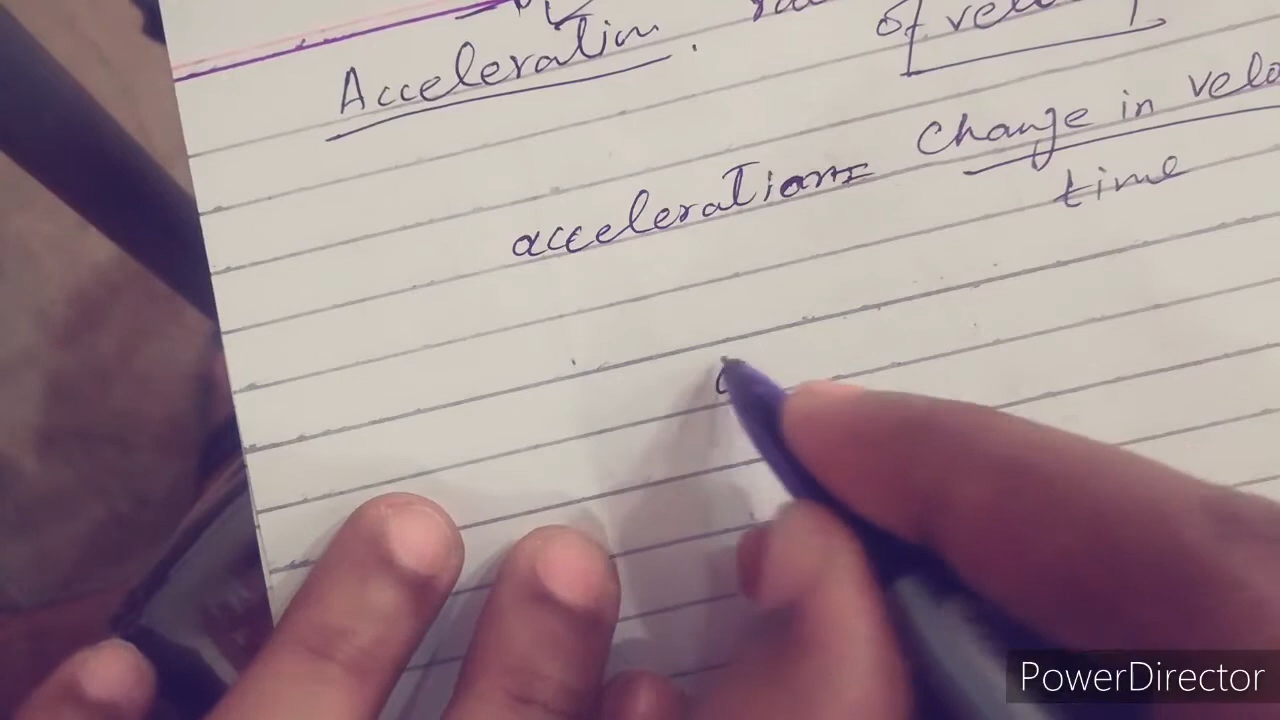 Acceleration.
of velo
acceleration = Change in velo
time
PowerDirector